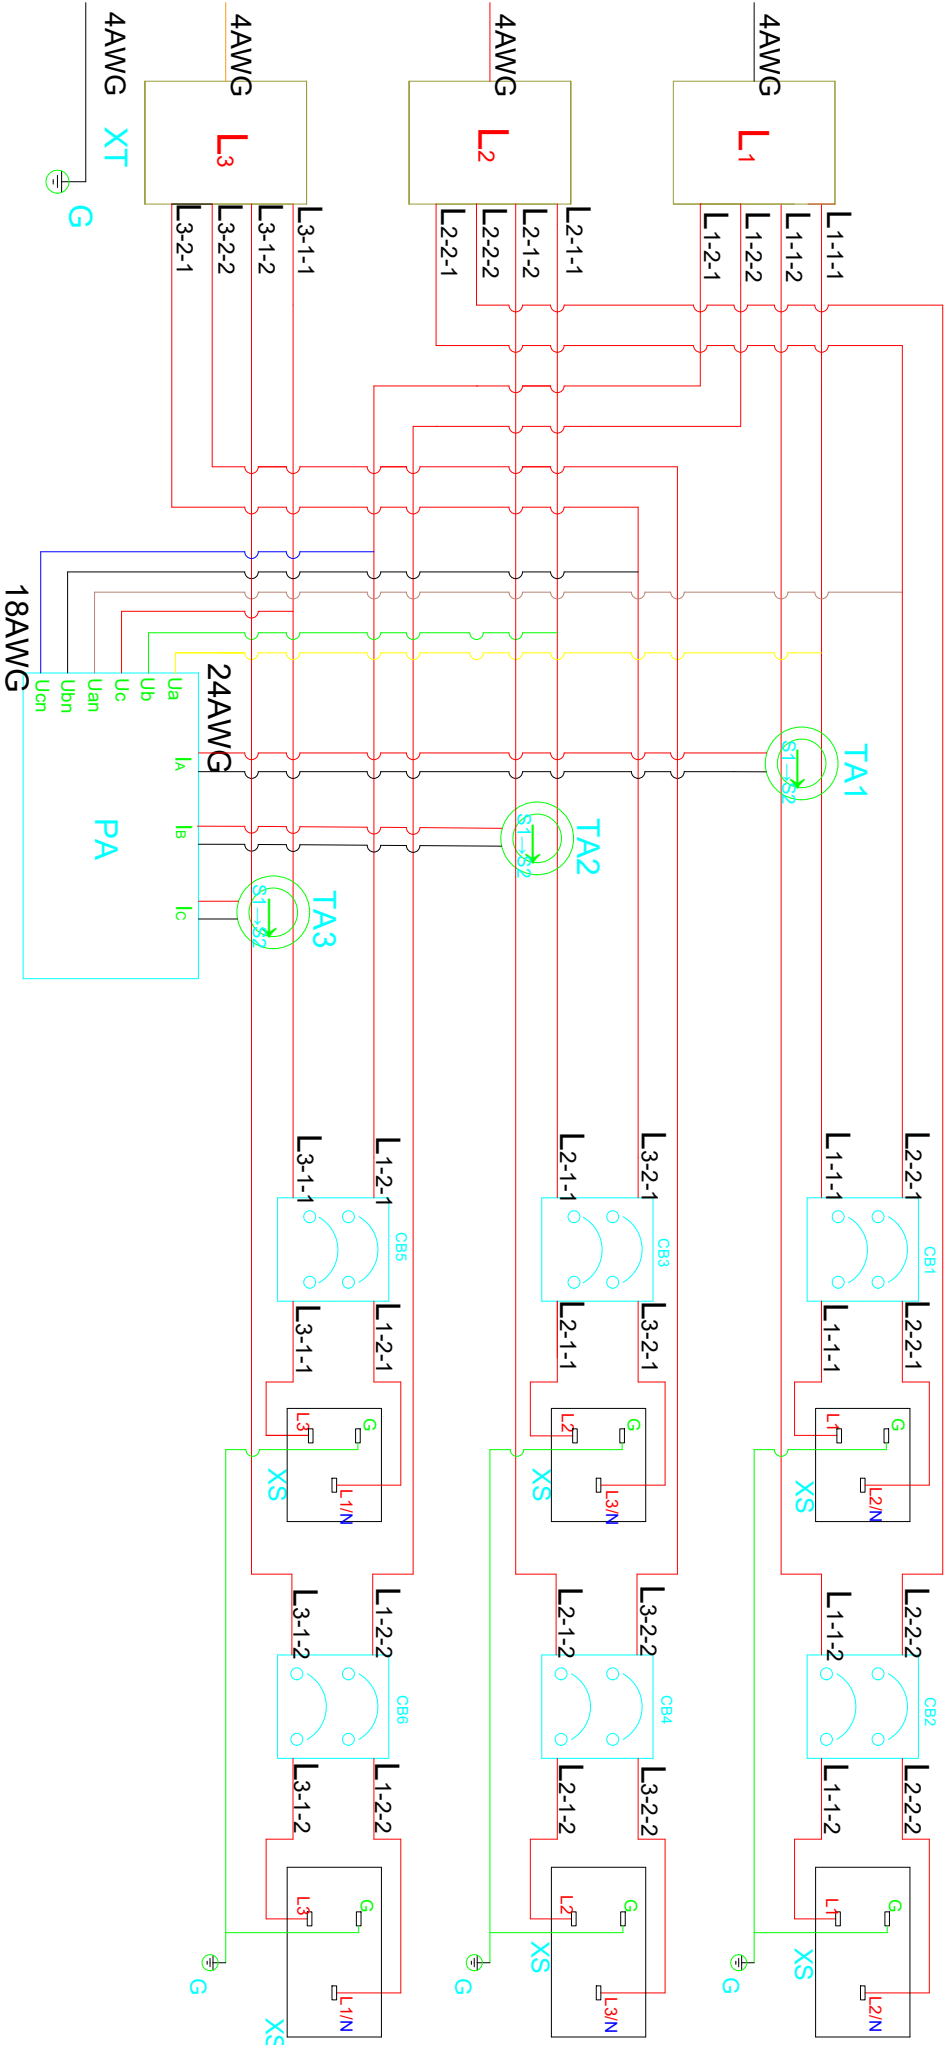 4AWG
XT
G
4AWG
L3
4AWG
L2
4AWG
L1
L3-2-1
L3-2-2
L3-1-2
L3-1-1
L2-2-1
L2-2-2
L2-1-2
L2-1-1
L1-2-1
L1-2-2
L1-1-2
L1-1-1
18AWG
24AWG
Ucn
Ubn
Uan
Uc
Ub
Ua
IA
IB
IC
PA
TA1
S1→S2
TA2
S1→S2
TA3
S1→S2
L3-1-1
L1-2-1
CB5
L3-1-1
L1-2-1
L2-1-1
L3-2-1
CB3
L2-1-1
L3-2-1
L1-1-1
L2-2-1
CB1
L1-1-1
L2-2-1
L3
G
L1/N
XS
L2
G
L3/N
XS
L1
G
L2/N
XS
L3-1-2
L1-2-2
CB6
L3-1-2
L1-2-2
L2-1-2
L3-2-2
CB4
L2-1-2
L3-2-2
L1-1-2
L2-2-2
CB2
L1-1-2
L2-2-2
L3
G
L1/N
XS
G
L2
G
L3/N
XS
G
L1
G
L2/N
XS
G